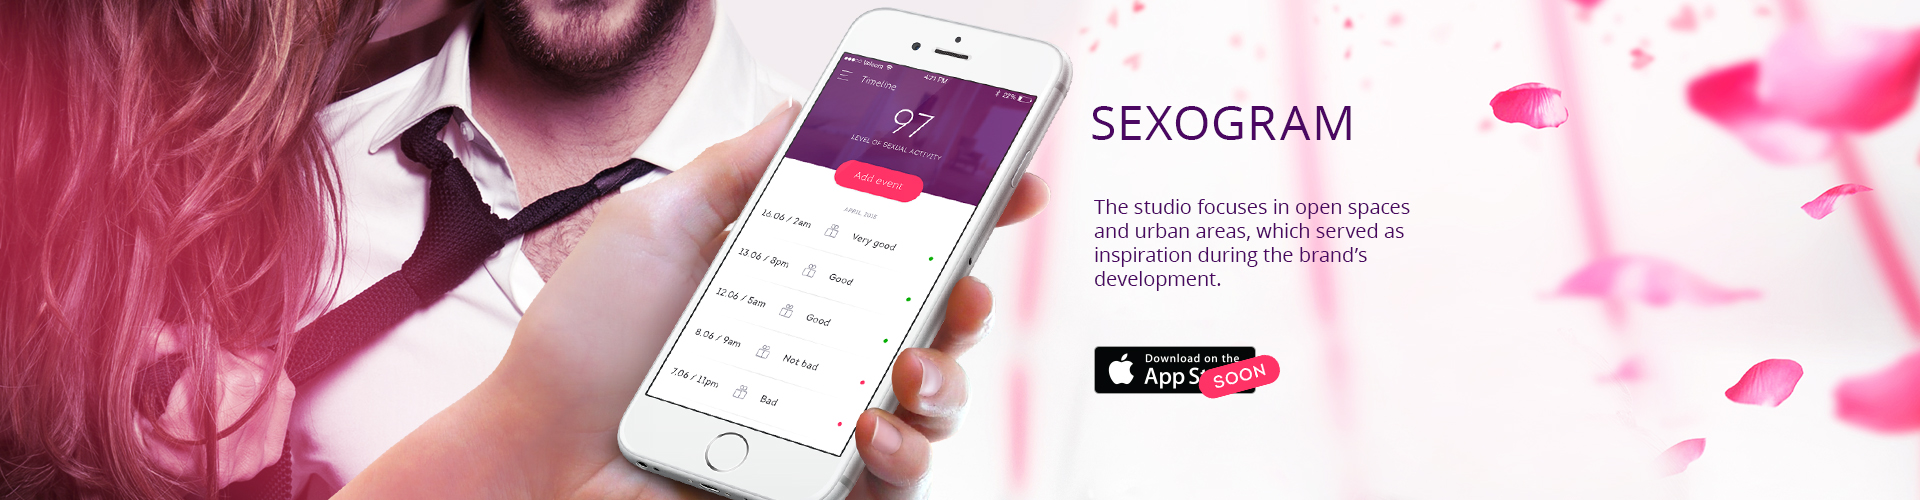 Velcom
4:21 PM
22%
Timeline
97
LEVEL OF SEXUAL ACTIVITY
Add event
APRIL 2015
16.06 / 2am Very good
13.06 / 8pm Good
12.06 / 5am Good
8.06 / 9am Not bad
7.06 / 11pm Bad
SEXOGRAM
The studio focuses in open spaces
and urban areas, which served as
inspiration during the brand’s
development.
Download on the
App St
SOON